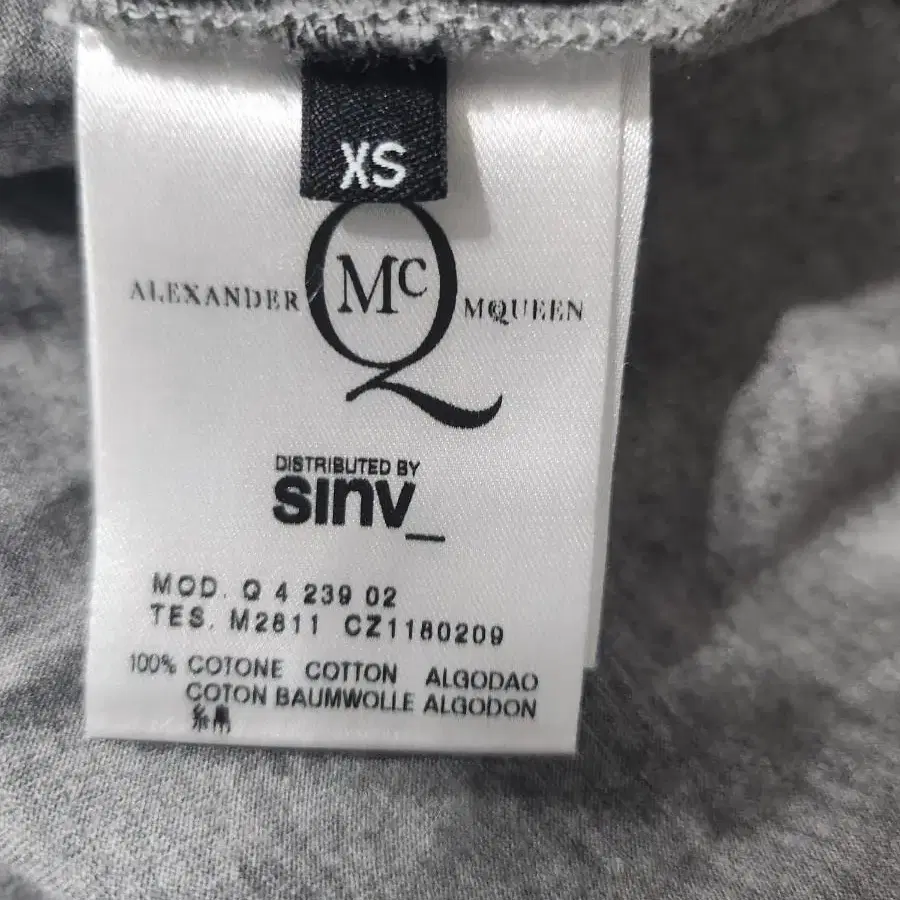 XS
ALEXANDER McQ MCQUEEN
DISTRIBUTED BY
sinv_
MOD. Q 4 239 02
TES. M2811 CZ1180209
100% COTONE COTTON ALGODAO
COTON BAUMWOLLE ALGODON